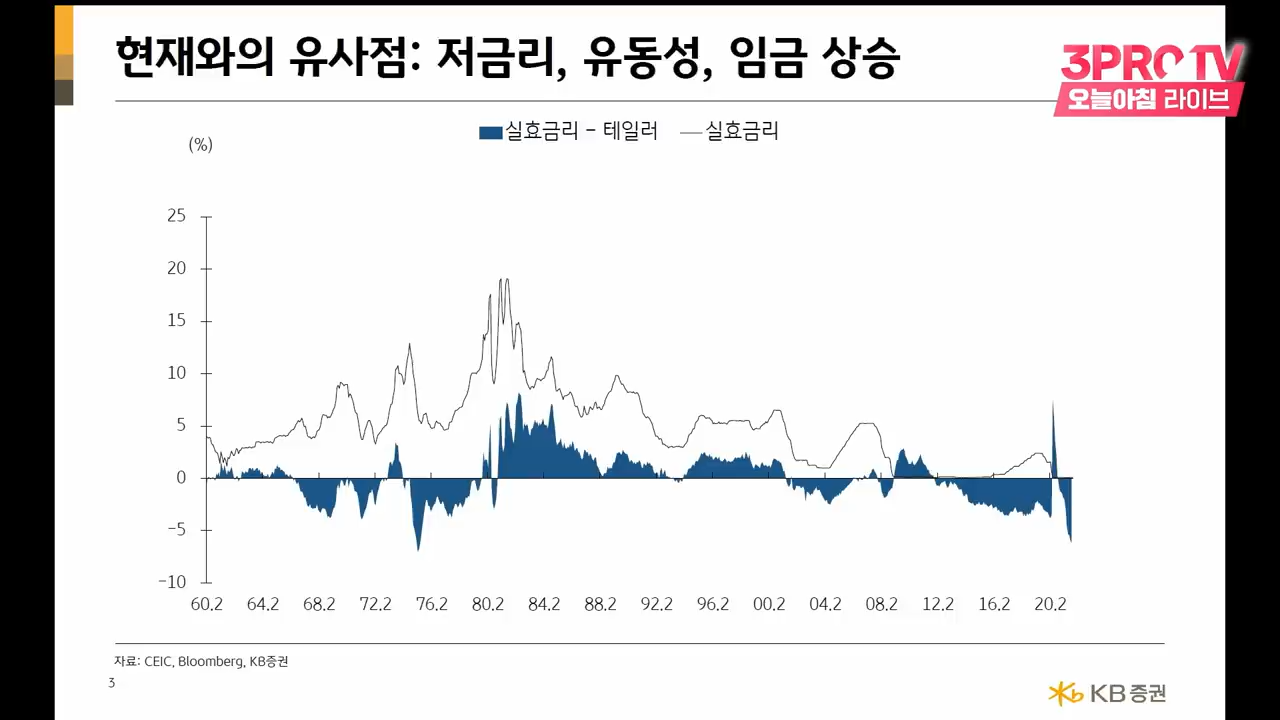 현재와의 유사점: 저금리, 유동성, 임금 상승
3PRO TV
오늘아침 라이브
실효금리 - 테일러 실효금리
(%)
25
20
15
10
5
0
-5
-10
60.2 64.2 68.2 72.2 76.2 80.2 84.2 88.2 92.2 96.2 00.2 04.2 08.2 12.2 16.2 20.2
자료: CEIC, Bloomberg, KB증권
3
KB증권